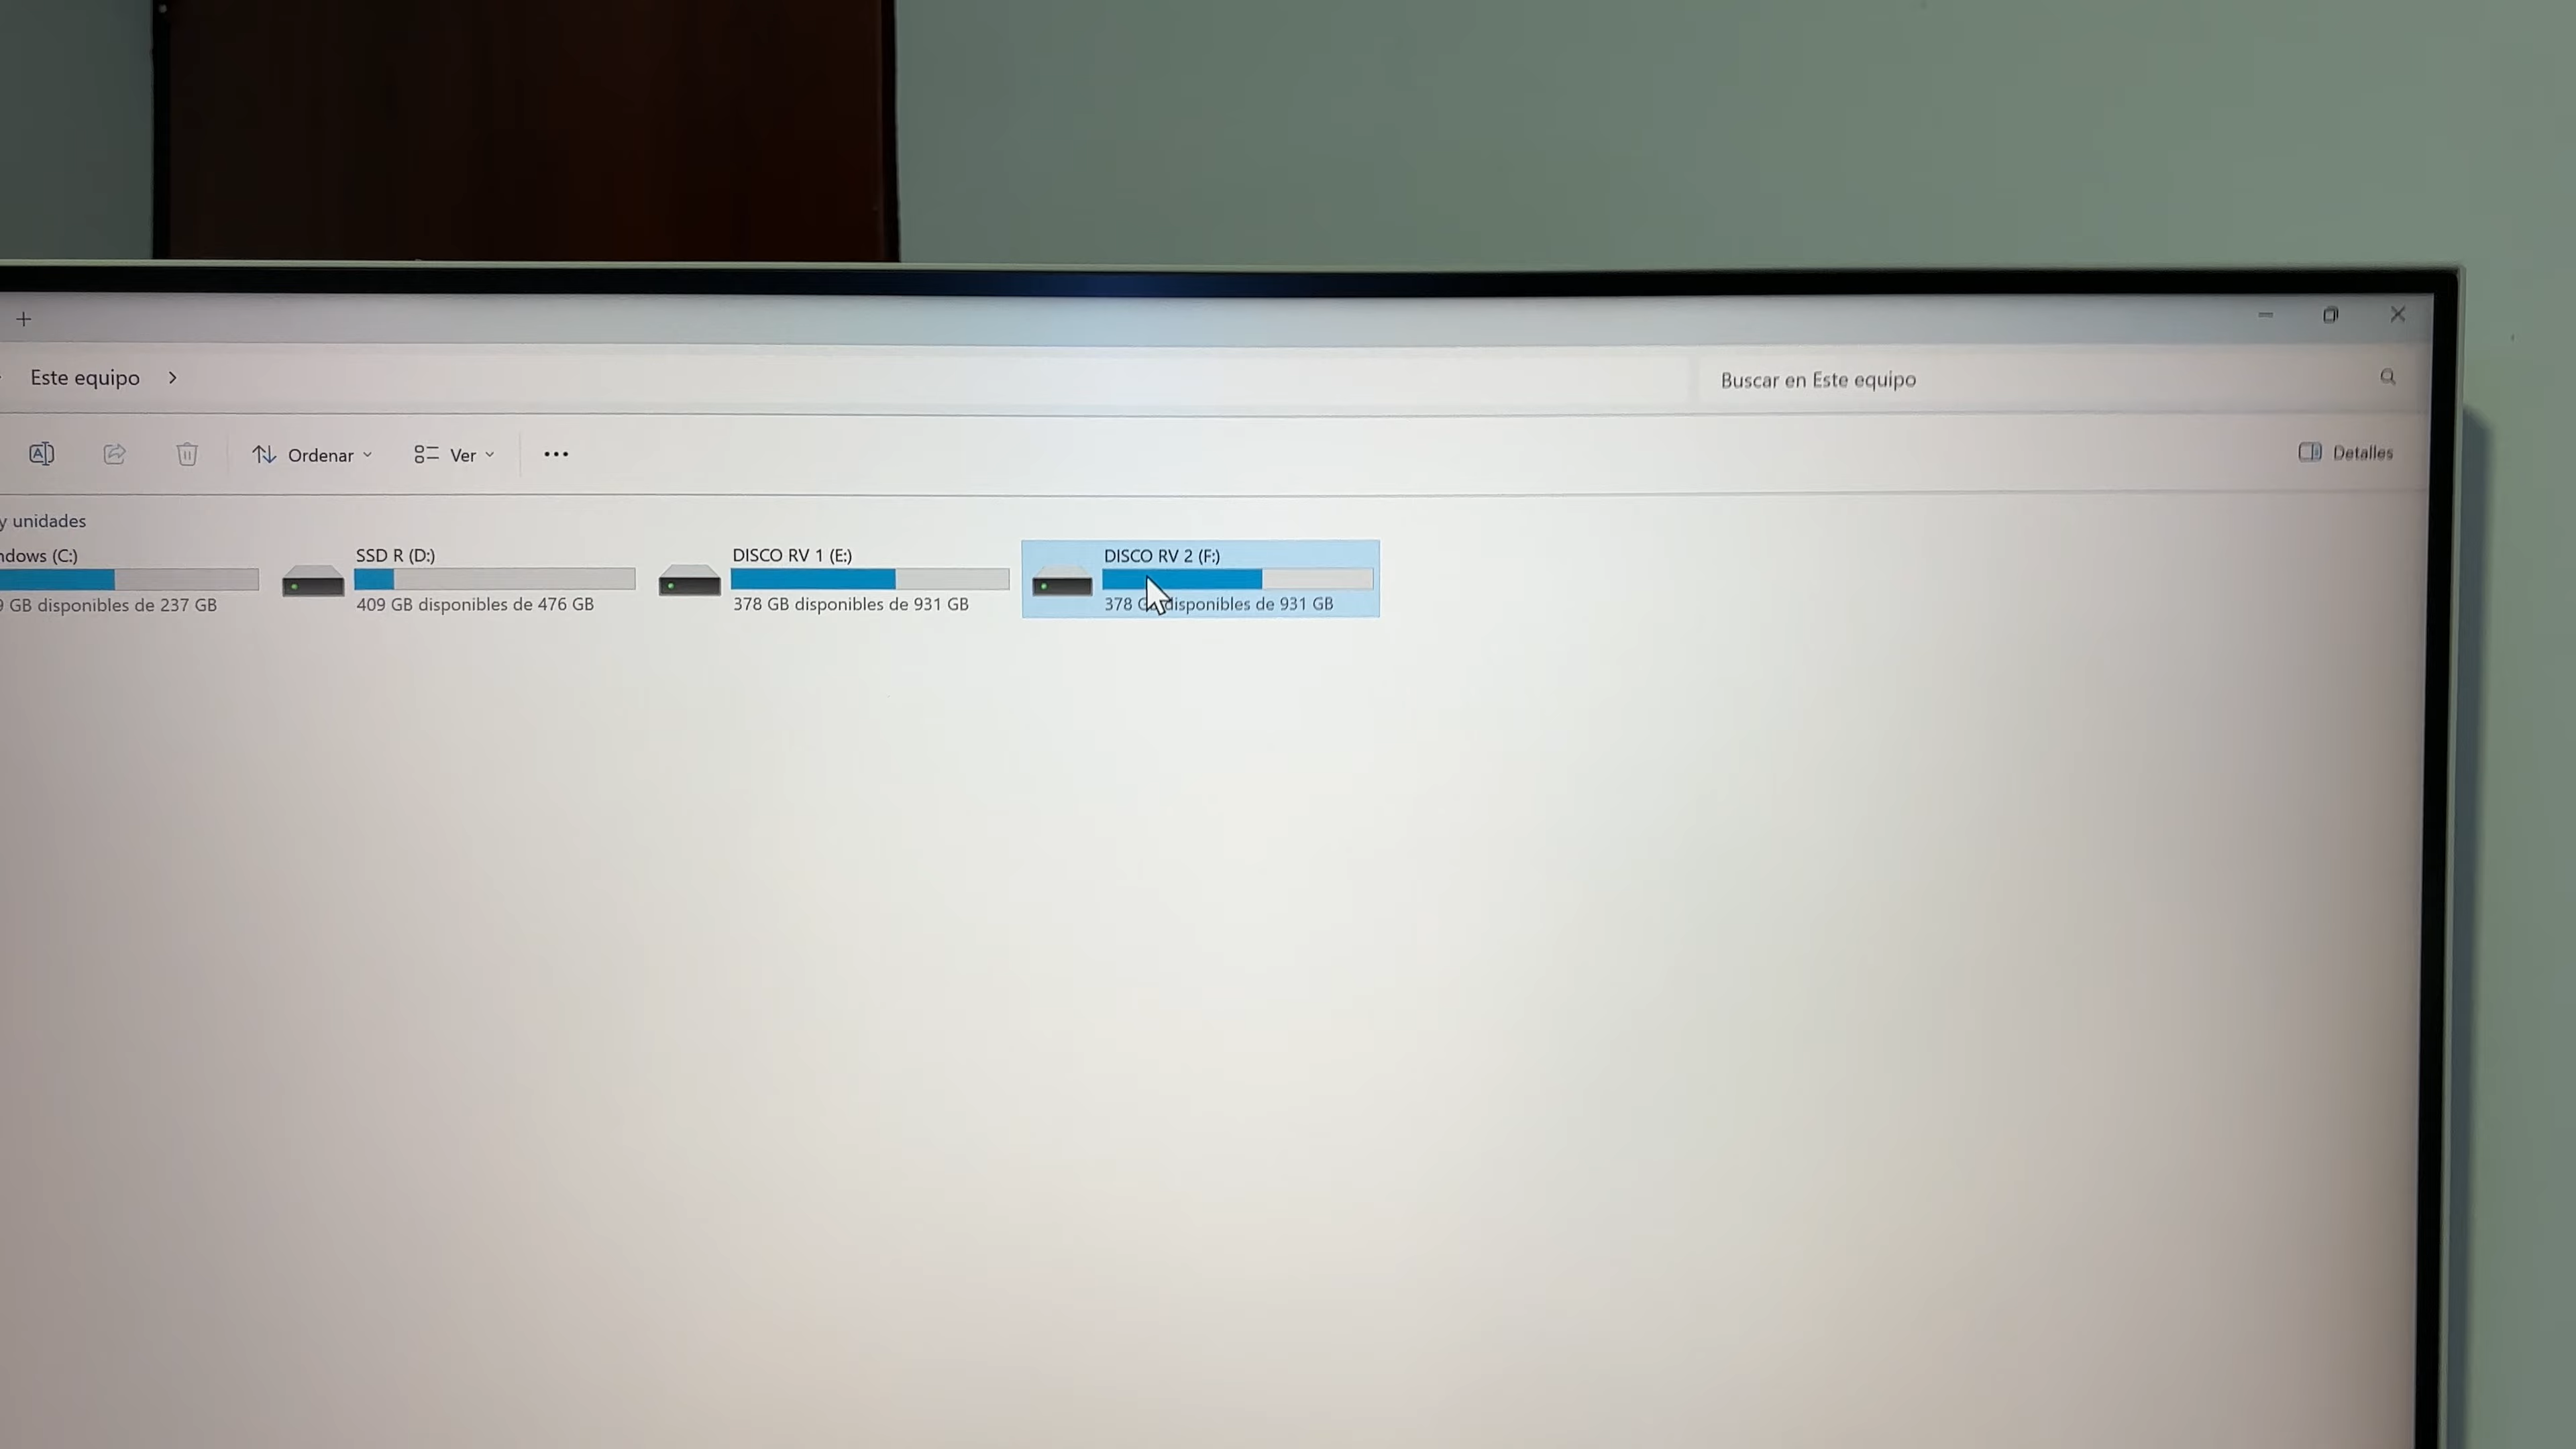 Este equipo
Buscar en Este equipo
Ordenar
Ver
Detalles
y unidades
ndows (C:)
9 GB disponibles de 237 GB
SSD R (D:)
409 GB disponibles de 476 GB
DISCO RV 1 (E:)
378 GB disponibles de 931 GB
DISCO RV 2 (F:)
378 G disponibles de 931 GB